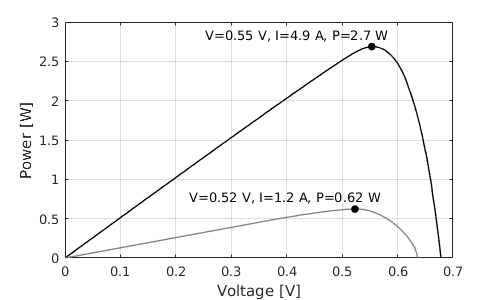 3
V=0.55 V, I=4.9 A, P=2.7 W
2.5
2
1.5
1
V=0.52 V, I=1.2 A, P=0.62 W
0.5
0
Power [W]
0 0.1 0.2 0.3 0.4 0.5 0.6 0.7
Voltage [V]